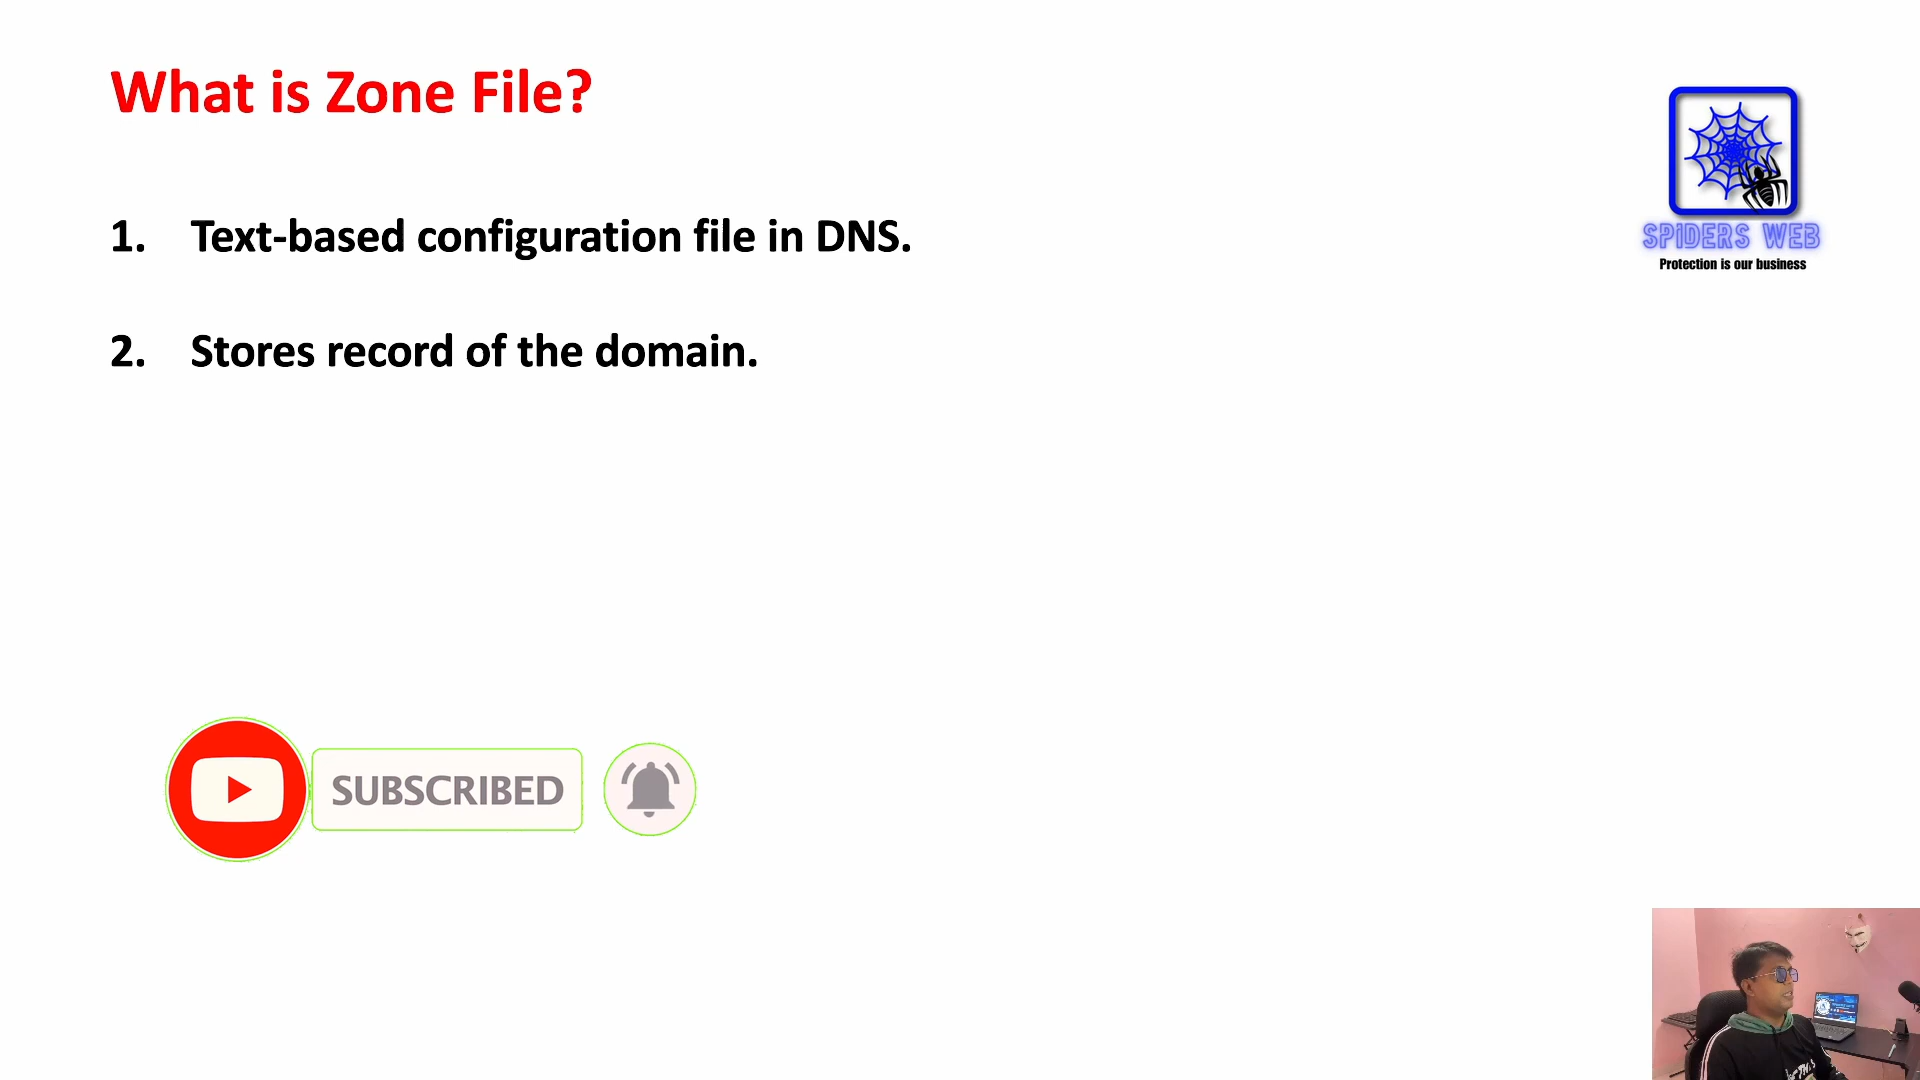 What is Zone File?
1. Text-based configuration file in DNS.
2. Stores record of the domain.
SPIDERS WEB
Protection is our business
SUBSCRIBED